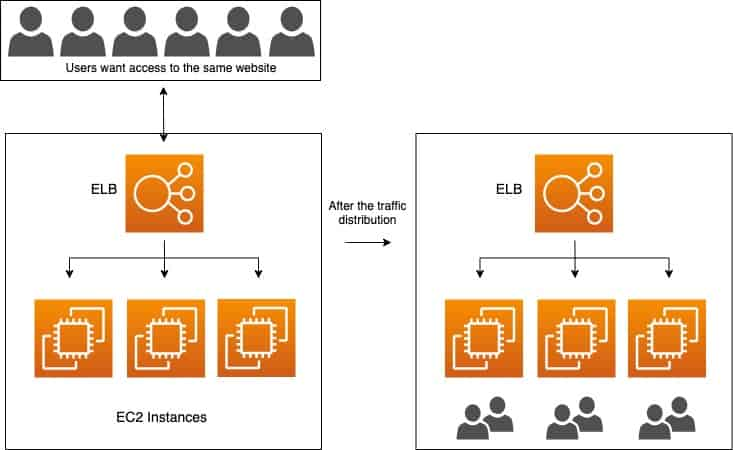 Users want access to the same website
ELB
After the traffic
distribution
ELB
EC2 Instances